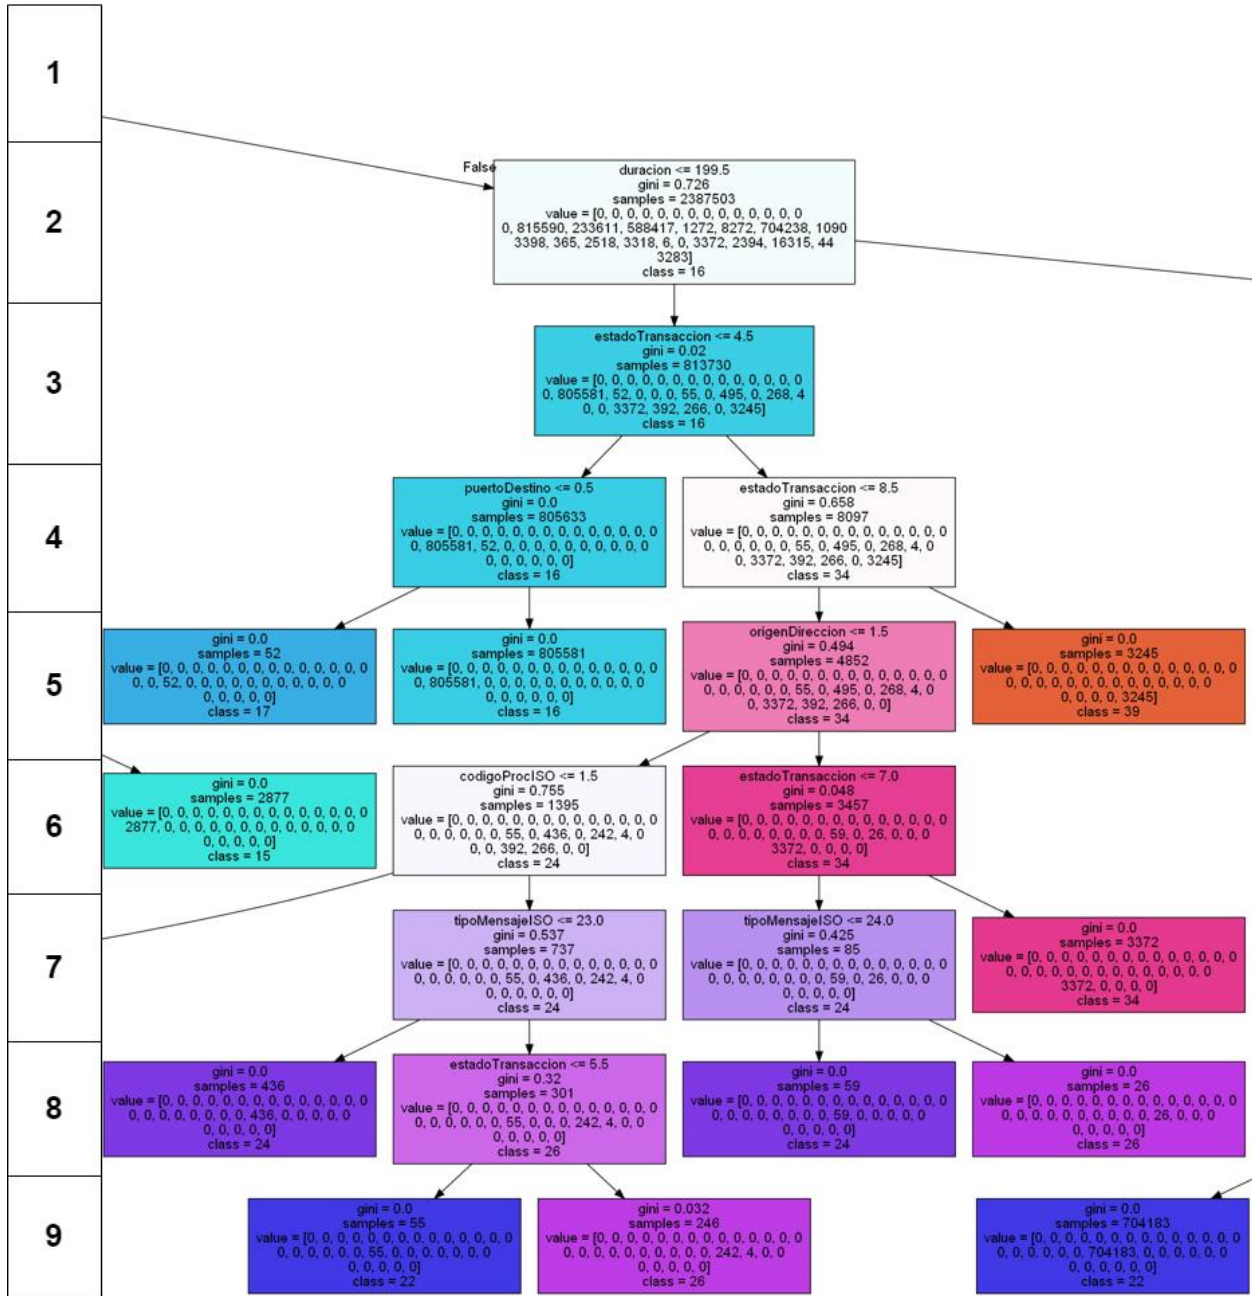 1
False
2
duracion <= 199.5
gini = 0.726
samples = 2387503
value = [0, 0, 0, 0, 0, 0, 0, 0, 0, 0, 0, 0, 0, 0
0, 815590, 233611, 588417, 1272, 8272, 704238, 1090
3398, 365, 2518, 3318, 6, 0, 3372, 2394, 16315, 44
3283]
class = 16
3
estadoTransaccion <= 4.5
gini = 0.02
samples = 813730
value = [0, 0, 0, 0, 0, 0, 0, 0, 0, 0, 0, 0, 0, 0
0, 805581, 52, 0, 0, 0, 55, 0, 495, 0, 268, 4
0, 0, 3372, 392, 266, 0, 3245]
class = 16
4
puertoDestino <= 0.5
gini = 0.0
samples = 805633
value = [0, 0, 0, 0, 0, 0, 0, 0, 0, 0, 0, 0, 0, 0
0, 805581, 52, 0, 0, 0, 0, 0, 0, 0, 0, 0, 0
0, 0, 0, 0, 0, 0]
class = 16
estadoTransaccion <= 8.5
gini = 0.658
samples = 8097
value = [0, 0, 0, 0, 0, 0, 0, 0, 0, 0, 0, 0, 0, 0
0, 0, 0, 0, 0, 0, 55, 0, 495, 0, 268, 4, 0
0, 3372, 392, 266, 0, 3245]
class = 34
5
gini = 0.0
samples = 52
value = [0, 0, 0, 0, 0, 0, 0, 0, 0, 0, 0, 0, 0, 0
0, 0, 52, 0, 0, 0, 0, 0, 0, 0, 0, 0, 0, 0
0, 0, 0, 0, 0]
class = 17
gini = 0.0
samples = 805581
value = [0, 0, 0, 0, 0, 0, 0, 0, 0, 0, 0, 0, 0, 0
0, 805581, 0, 0, 0, 0, 0, 0, 0, 0, 0, 0, 0
0, 0, 0, 0, 0, 0]
class = 16
origenDireccion <= 1.5
gini = 0.494
samples = 4852
value = [0, 0, 0, 0, 0, 0, 0, 0, 0, 0, 0, 0, 0, 0
0, 0, 0, 0, 0, 0, 55, 0, 495, 0, 268, 4, 0
0, 3372, 392, 266, 0, 0]
class = 34
gini = 0.0
samples = 3245
value = [0, 0, 0, 0, 0, 0, 0, 0, 0, 0, 0, 0, 0, 0
0, 0, 0, 0, 0, 0, 0, 0, 0, 0, 0, 0, 0, 0
0, 0, 0, 0, 3245]
class = 39
6
gini = 0.0
samples = 2877
value = [0, 0, 0, 0, 0, 0, 0, 0, 0, 0, 0, 0, 0, 0
2877, 0, 0, 0, 0, 0, 0, 0, 0, 0, 0, 0, 0, 0
0, 0, 0, 0, 0]
class = 15
codigoProcISO <= 1.5
gini = 0.755
samples = 1395
value = [0, 0, 0, 0, 0, 0, 0, 0, 0, 0, 0, 0, 0, 0
0, 0, 0, 0, 0, 0, 55, 0, 436, 0, 242, 4, 0
0, 0, 392, 266, 0, 0]
class = 24
estadoTransaccion <= 7.0
gini = 0.048
samples = 3457
value = [0, 0, 0, 0, 0, 0, 0, 0, 0, 0, 0, 0, 0, 0
0, 0, 0, 0, 0, 0, 0, 0, 59, 0, 26, 0, 0, 0
3372, 0, 0, 0, 0]
class = 34
7
tipoMensajeISO <= 23.0
gini = 0.537
samples = 737
value = [0, 0, 0, 0, 0, 0, 0, 0, 0, 0, 0, 0, 0, 0
0, 0, 0, 0, 0, 0, 55, 0, 436, 0, 242, 4, 0
0, 0, 0, 0, 0, 0]
class = 24
tipoMensajeISO <= 24.0
gini = 0.425
samples = 85
value = [0, 0, 0, 0, 0, 0, 0, 0, 0, 0, 0, 0, 0, 0
0, 0, 0, 0, 0, 0, 0, 0, 59, 0, 26, 0, 0, 0
0, 0, 0, 0, 0]
class = 24
gini = 0.0
samples = 3372
value = [0, 0, 0, 0, 0, 0, 0, 0, 0, 0, 0, 0, 0, 0
0, 0, 0, 0, 0, 0, 0, 0, 0, 0, 0, 0, 0, 0
3372, 0, 0, 0, 0]
class = 34
8
gini = 0.0
samples = 436
value = [0, 0, 0, 0, 0, 0, 0, 0, 0, 0, 0, 0, 0, 0
0, 0, 0, 0, 0, 0, 0, 0, 436, 0, 0, 0, 0, 0
0, 0, 0, 0, 0]
class = 24
estadoTransaccion <= 5.5
gini = 0.32
samples = 301
value = [0, 0, 0, 0, 0, 0, 0, 0, 0, 0, 0, 0, 0, 0
0, 0, 0, 0, 0, 0, 55, 0, 0, 0, 242, 4, 0, 0
0, 0, 0, 0, 0]
class = 26
gini = 0.0
samples = 59
value = [0, 0, 0, 0, 0, 0, 0, 0, 0, 0, 0, 0, 0, 0
0, 0, 0, 0, 0, 0, 0, 0, 59, 0, 0, 0, 0, 0
0, 0, 0, 0, 0]
class = 24
gini = 0.0
samples = 26
value = [0, 0, 0, 0, 0, 0, 0, 0, 0, 0, 0, 0, 0, 0
0, 0, 0, 0, 0, 0, 0, 0, 0, 0, 26, 0, 0, 0
0, 0, 0, 0, 0]
class = 26
9
gini = 0.0
samples = 55
value = [0, 0, 0, 0, 0, 0, 0, 0, 0, 0, 0, 0, 0, 0
0, 0, 0, 0, 0, 0, 55, 0, 0, 0, 0, 0, 0, 0
0, 0, 0, 0, 0]
class = 22
gini = 0.032
samples = 246
value = [0, 0, 0, 0, 0, 0, 0, 0, 0, 0, 0, 0, 0, 0
0, 0, 0, 0, 0, 0, 0, 0, 0, 0, 242, 4, 0, 0
0, 0, 0, 0, 0]
class = 26
gini = 0.0
samples = 704183
value = [0, 0, 0, 0, 0, 0, 0, 0, 0, 0, 0, 0, 0, 0
0, 0, 0, 0, 0, 0, 704183, 0, 0, 0, 0, 0, 0
0, 0, 0, 0, 0, 0]
class = 22